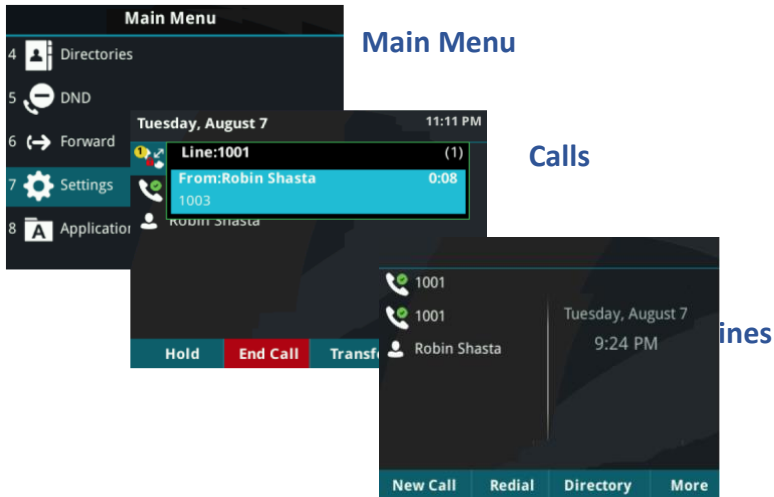 Main Menu
4 Directories
5 DND
6 Forward
7 Settings
8 A Application
Main Menu
Tuesday, August 7 11:11 PM
1 Line:1001 (1)
From:Robin Shasta 0:08
1003
Robin Shasta
Hold End Call Transf
Calls
1001
1001
Robin Shasta
Tuesday, August 7
9:24 PM
New Call Redial Directory More
ines